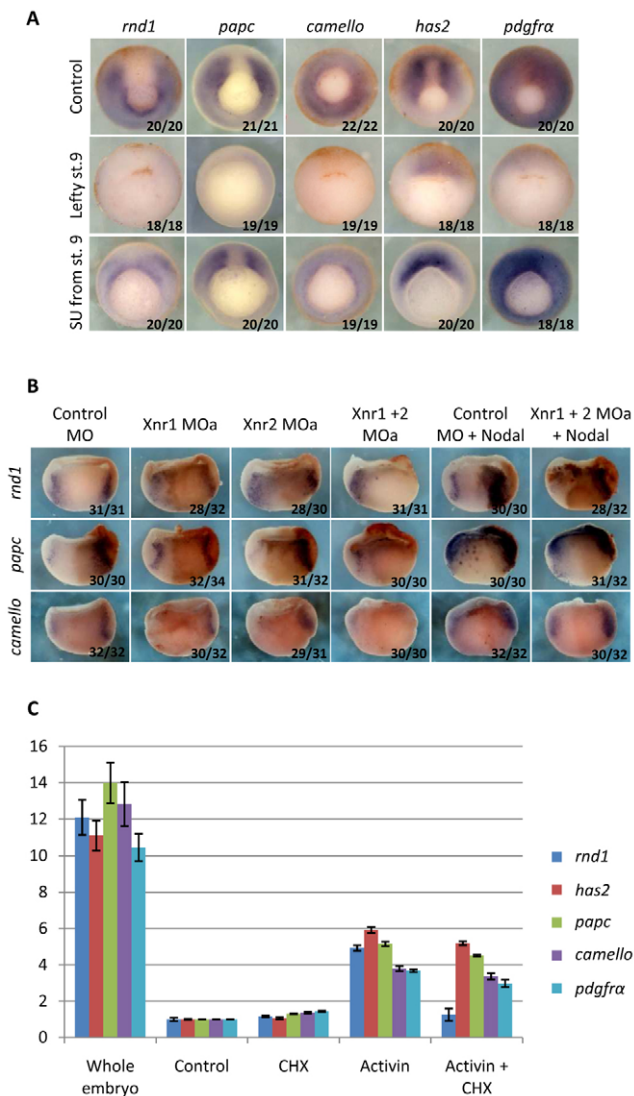 A
rnd1 papc camello has2 pdgfrα
Control
20/20 21/21 22/22 20/20 20/20
Lefty st.9
18/18 19/19 19/19 18/18 18/18
SU from st. 9
20/20 20/20 19/19 20/20 18/18
B
Control MO Xnr1 MOa Xnr2 MOa Xnr1 +2 MOa Control MO + Nodal Xnr1 + 2 MOa + Nodal
rnd1
31/31 28/32 28/30 31/31 30/30 28/32
papc
30/30 32/34 31/32 30/30 30/30 31/32
camello
32/32 30/32 29/31 30/30 32/32 30/32
C
16
14
12
10
8
6
4
2
0
Whole embryo Control CHX Activin Activin + CHX
rnd1
has2
papc
camello
pdgfrα